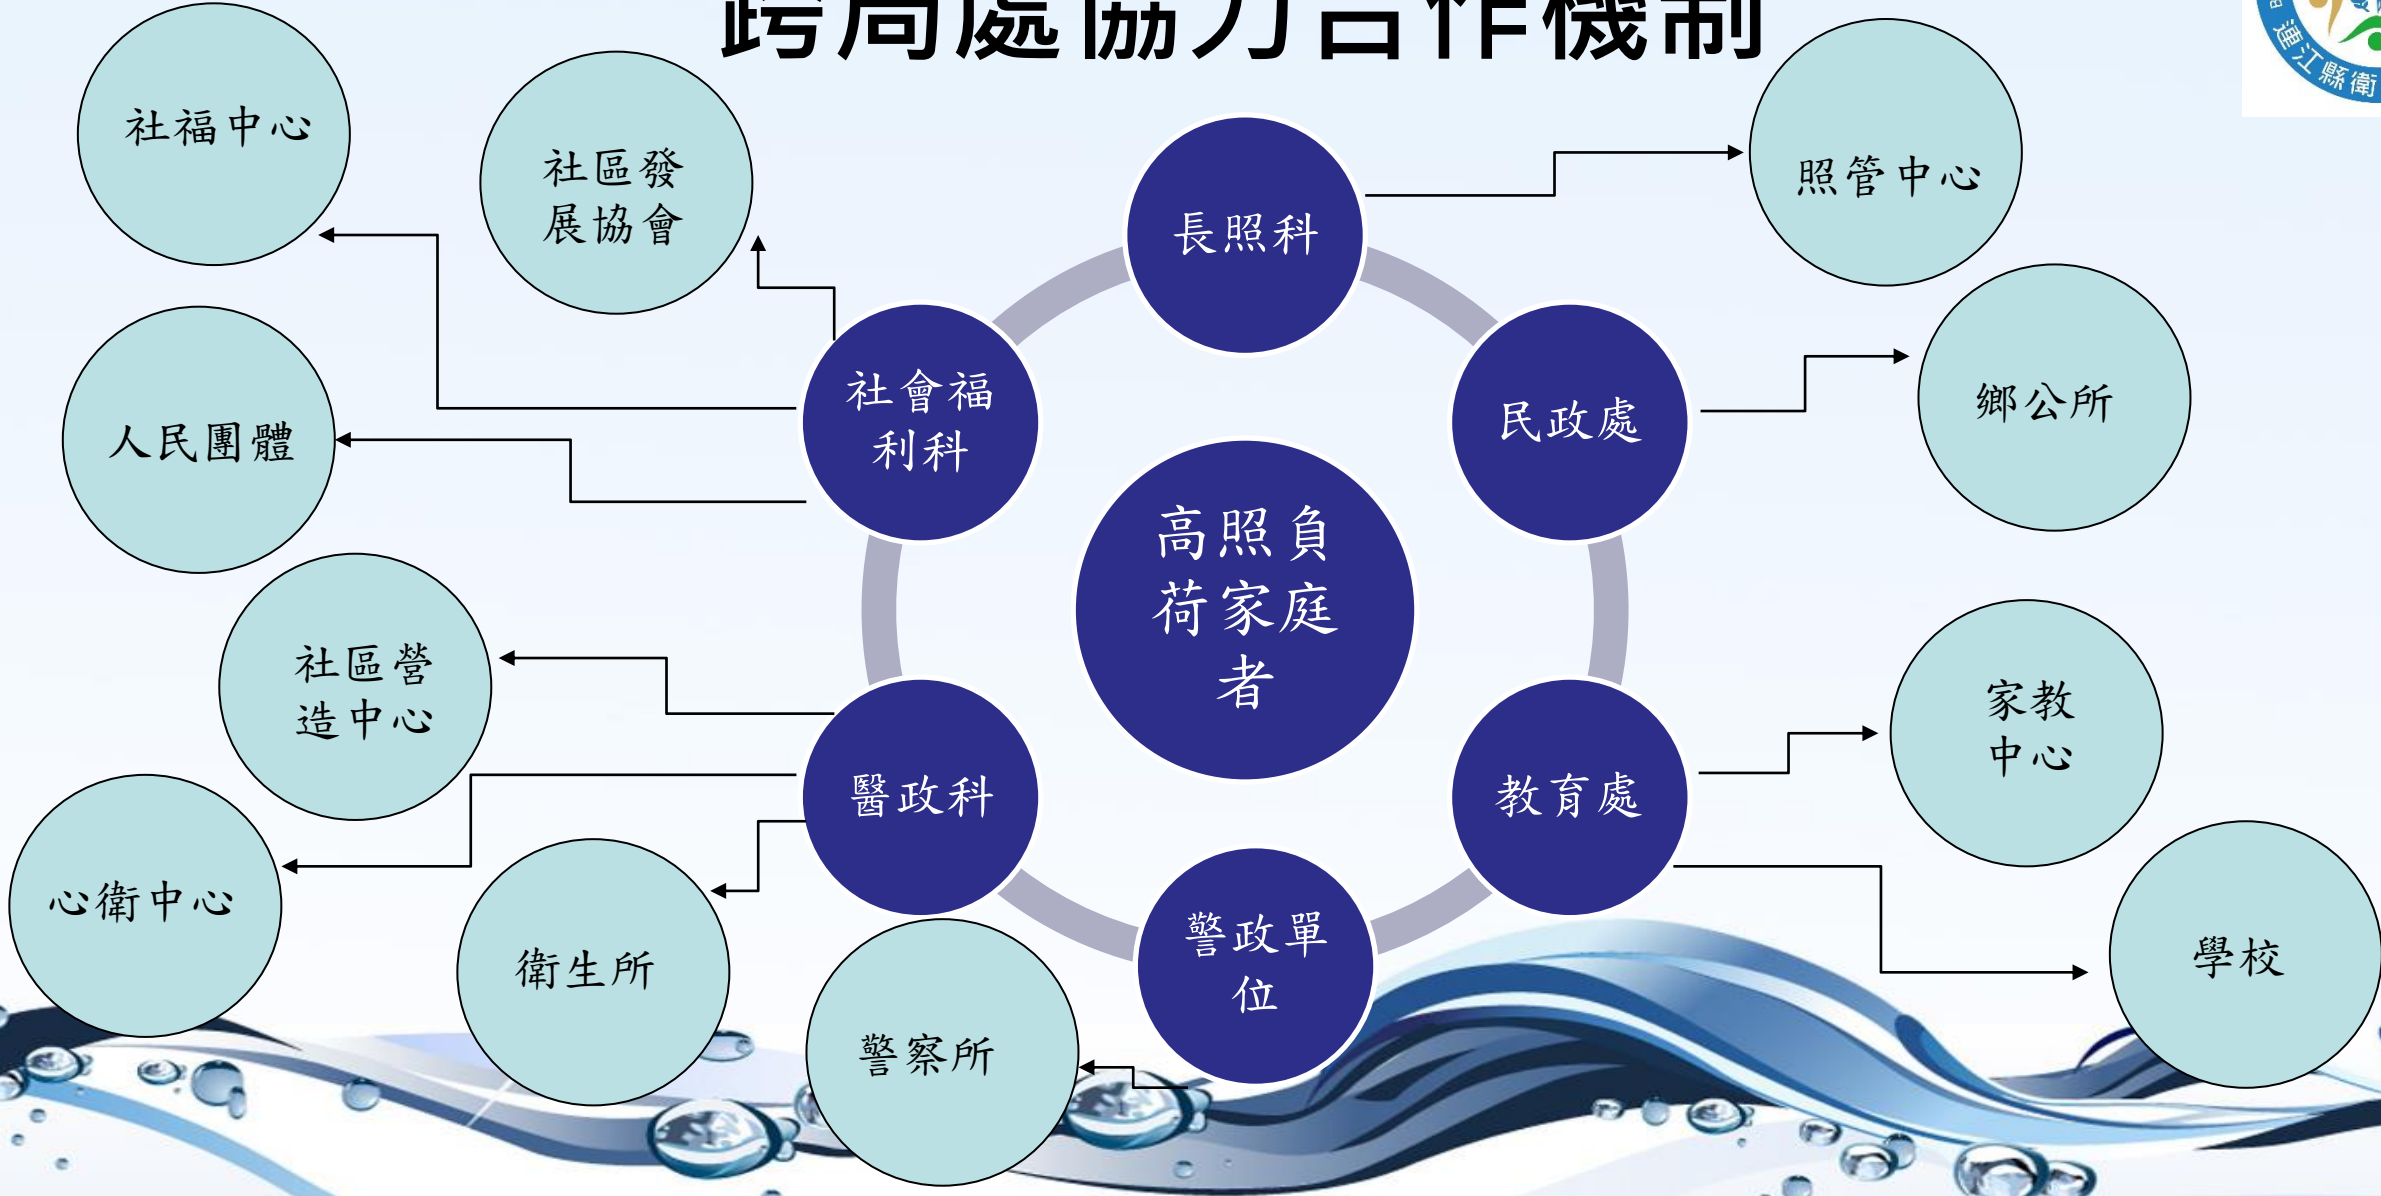 跨局處協力合作機制
連江縣衛
社福中心
社區發
展協會
長照科
照管中心
人民團體
社會福
利科
民政處
鄉公所
高照負
荷家庭
者
社區營
造中心
醫政科
教育處
家教
中心
心衛中心
衛生所
警政單
位
警察所
學校